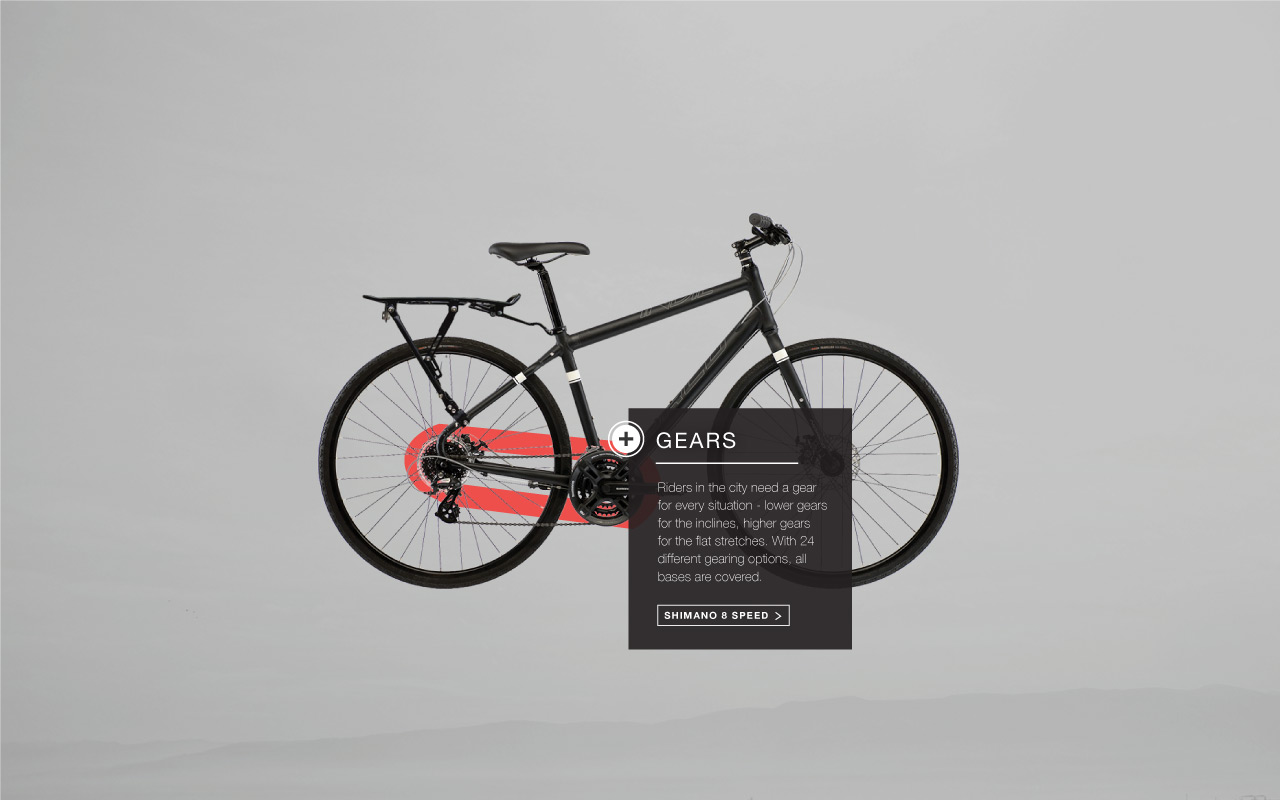 GEARS
Riders in the city need a gear
for every situation - lower gears
for the inclines, higher gears
for the flat stretches. With 24
different gearing options, all
bases are covered.
SHIMANO 8 SPEED >